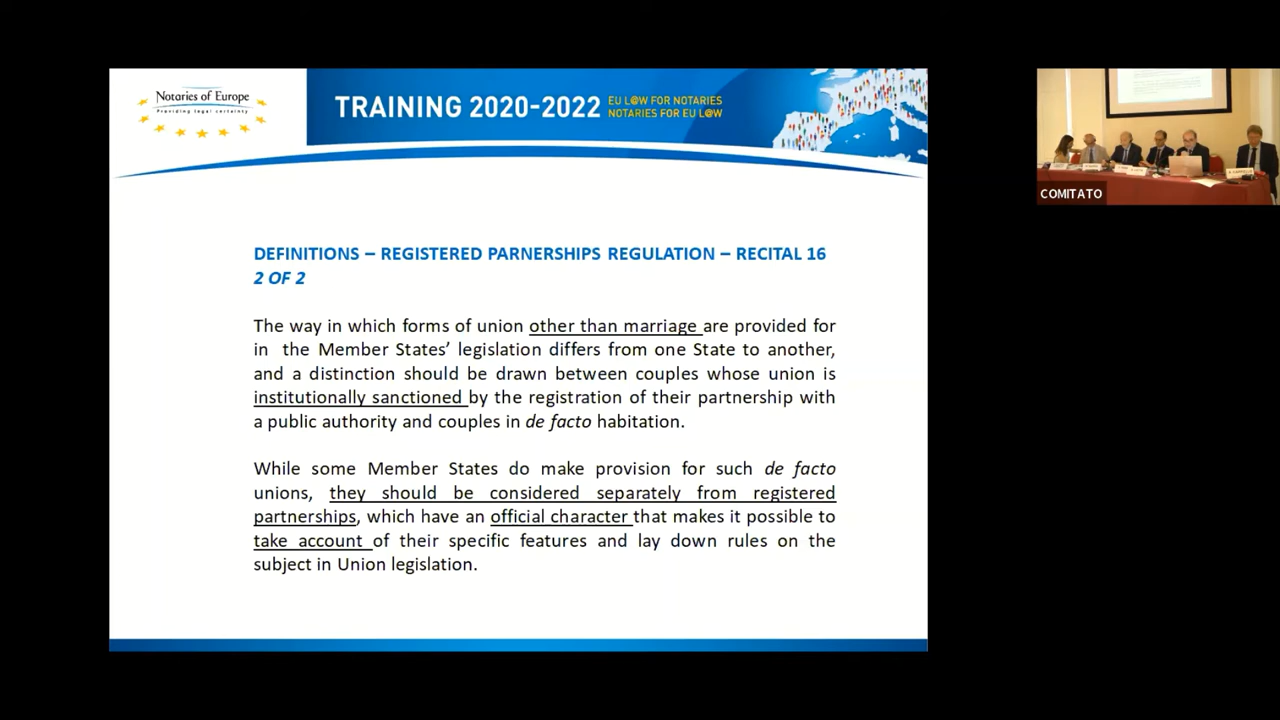 Notaries of Europe
Providing legal certainty
TRAINING 2020-2022
EU L@W FOR NOTARIES
NOTARIES FOR EU L@W
COMITATO
DEFINITIONS – REGISTERED PARNERSHIPS REGULATION – RECITAL 16
2 OF 2
The way in which forms of union other than marriage are provided for
in the Member States’ legislation differs from one State to another,
and a distinction should be drawn between couples whose union is
institutionally sanctioned by the registration of their partnership with
a public authority and couples in de facto habitation.
While some Member States do make provision for such de facto
unions, they should be considered separately from registered
partnerships, which have an official character that makes it possible to
take account of their specific features and lay down rules on the
subject in Union legislation.